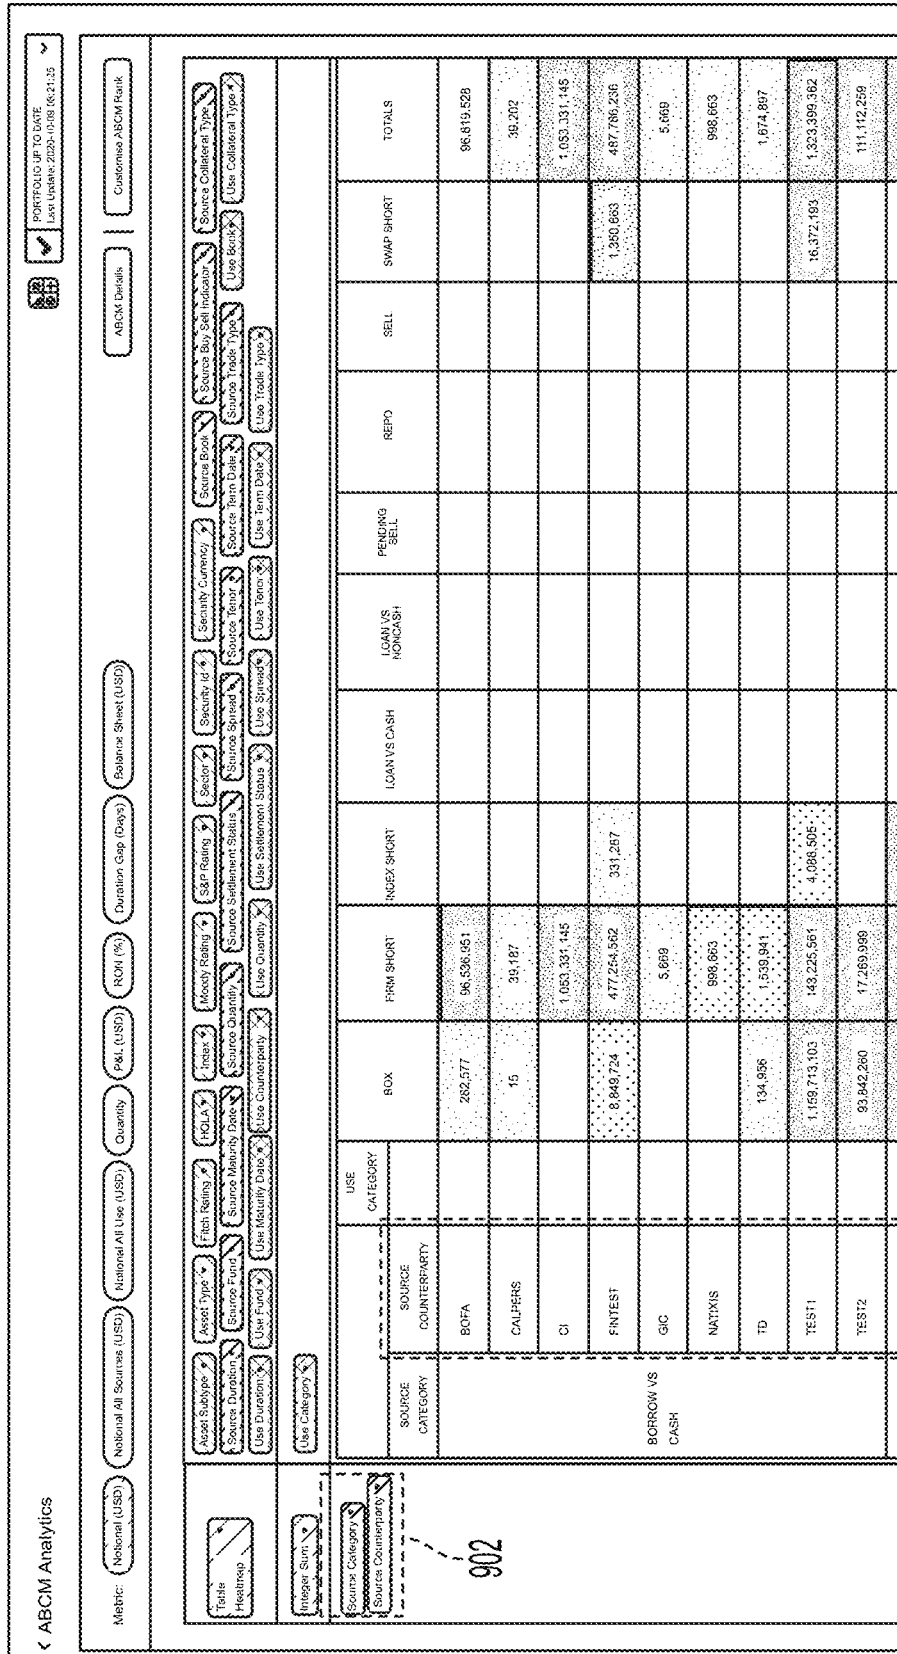 < ABCM Analytics
PORTFOLIO UP TO DATE
Last Update: 2020-10-09 06:21:26
Metric: Notional (USD) Notional All Sources (USD) Notional All Use (USD) Quantity P&L (USD) RON (%) Duration Gap (Days) Balance Sheet (USD) ABCM Details Customise ABCM Rank
Table
Heatmap
Asset Subtype Asset Type Fitch Rating HQLA Index Moody Rating S&P Rating Sector Security Id Security Currency Source Book Source Buy Sell Indicator Source Collateral Type
Source Duration Source Fund Source Maturity Date Source Quantity Source Settlement Status Source Spread Source Tenor Source Term Date Source Trade Type Use Book Use Collateral Type
Use Duration Use Fund Use Maturity Date Use Counterparty Use Quantity Use Settlement Status Use Spread Use Tenor Use Term Date Use Trade Type
Integer Sum Use Category
Source Category
Source Counterparty
902
USE
CATEGORY
SOURCE
CATEGORY
SOURCE
COUNTERPARTY
BOX FIRM SHORT INDEX SHORT LOAN VS CASH LOAN VS
NONCASH
PENDING
SELL
REPO SELL SWAP SHORT TOTALS
BORROW VS
CASH
BOFA 282,577 96,536,951 96,819,528
CALPERS 15 39,187 39,202
CI 1,053,331,145 1,053,331,145
FINTEST 8,849,724 477,254,562 331,287 1,350,663 487,786,236
GIC 5,669 5,669
NATIXIS 998,663 998,663
TD 134,956 1,539,941 1,674,897
TEST1 1,159,713,103 143,225,561 4,088,505 16,372,193 1,323,399,362
TEST2 93,842,260 17,269,999 111,112,259